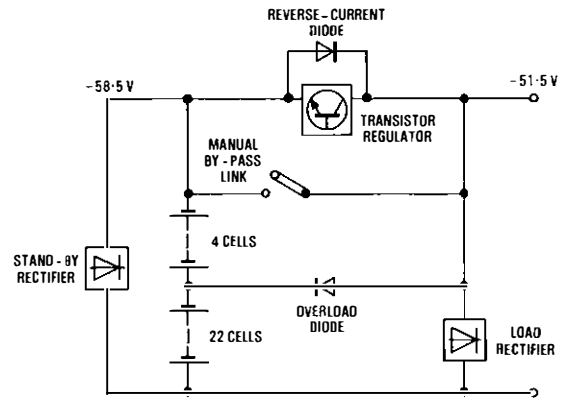 REVERSE-CURRENT
DIODE
-58·5 V
-51·5 V
TRANSISTOR
REGULATOR
MANUAL
BY-PASS
LINK
4 CELLS
STAND-BY
RECTIFIER
OVERLOAD
DIODE
22 CELLS
LOAD
RECTIFIER